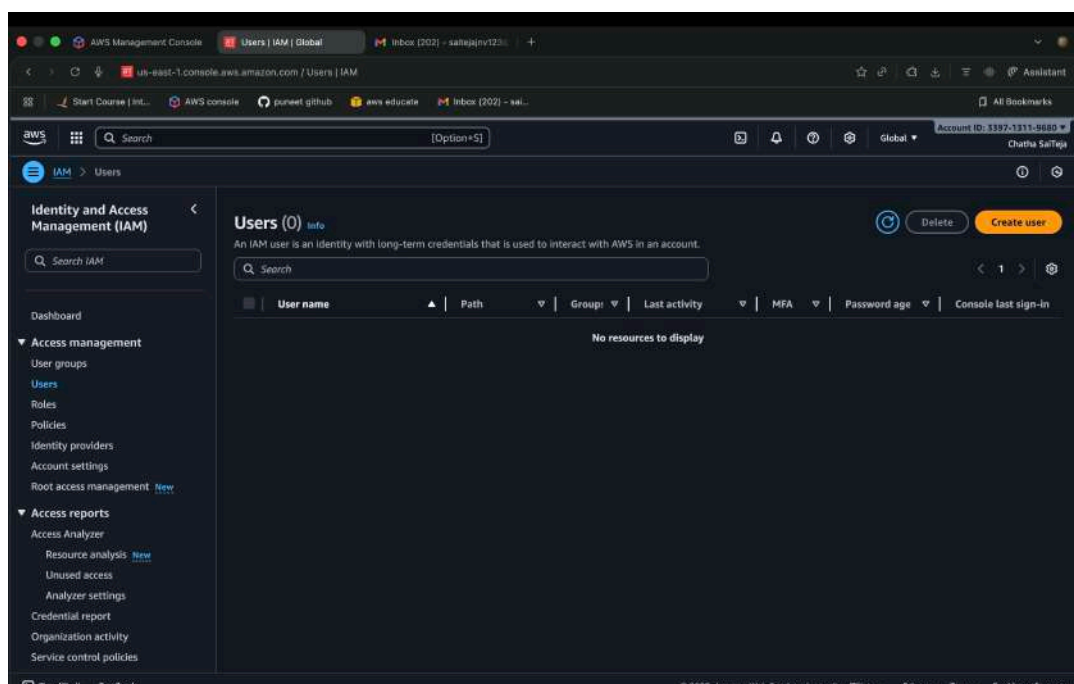 AWS Management Console
Users | IAM | Global
us-east-1.console.aws.amazon.com / Users | IAM
Assistant
Start Course | Int...
AWS console
puneet github
aws educate
Inbox (202) - sai...
All Bookmarks
aws
Search
[Option+S]
Global
Account ID: 3397-1311-9680
Chatha SaiTeja
IAM > Users
Identity and Access
Management (IAM)
Search IAM
Dashboard
Access management
User groups
Users
Roles
Policies
Identity providers
Account settings
Root access management New
Access reports
Access Analyzer
Resource analysis New
Unused access
Analyzer settings
Credential report
Organization activity
Service control policies
Users (0) Info
Delete
Create user
An IAM user is an identity with long-term credentials that is used to interact with AWS in an account.
Search
1
User name
Path
Group:
Last activity
MFA
Password age
Console last sign-in
No resources to display